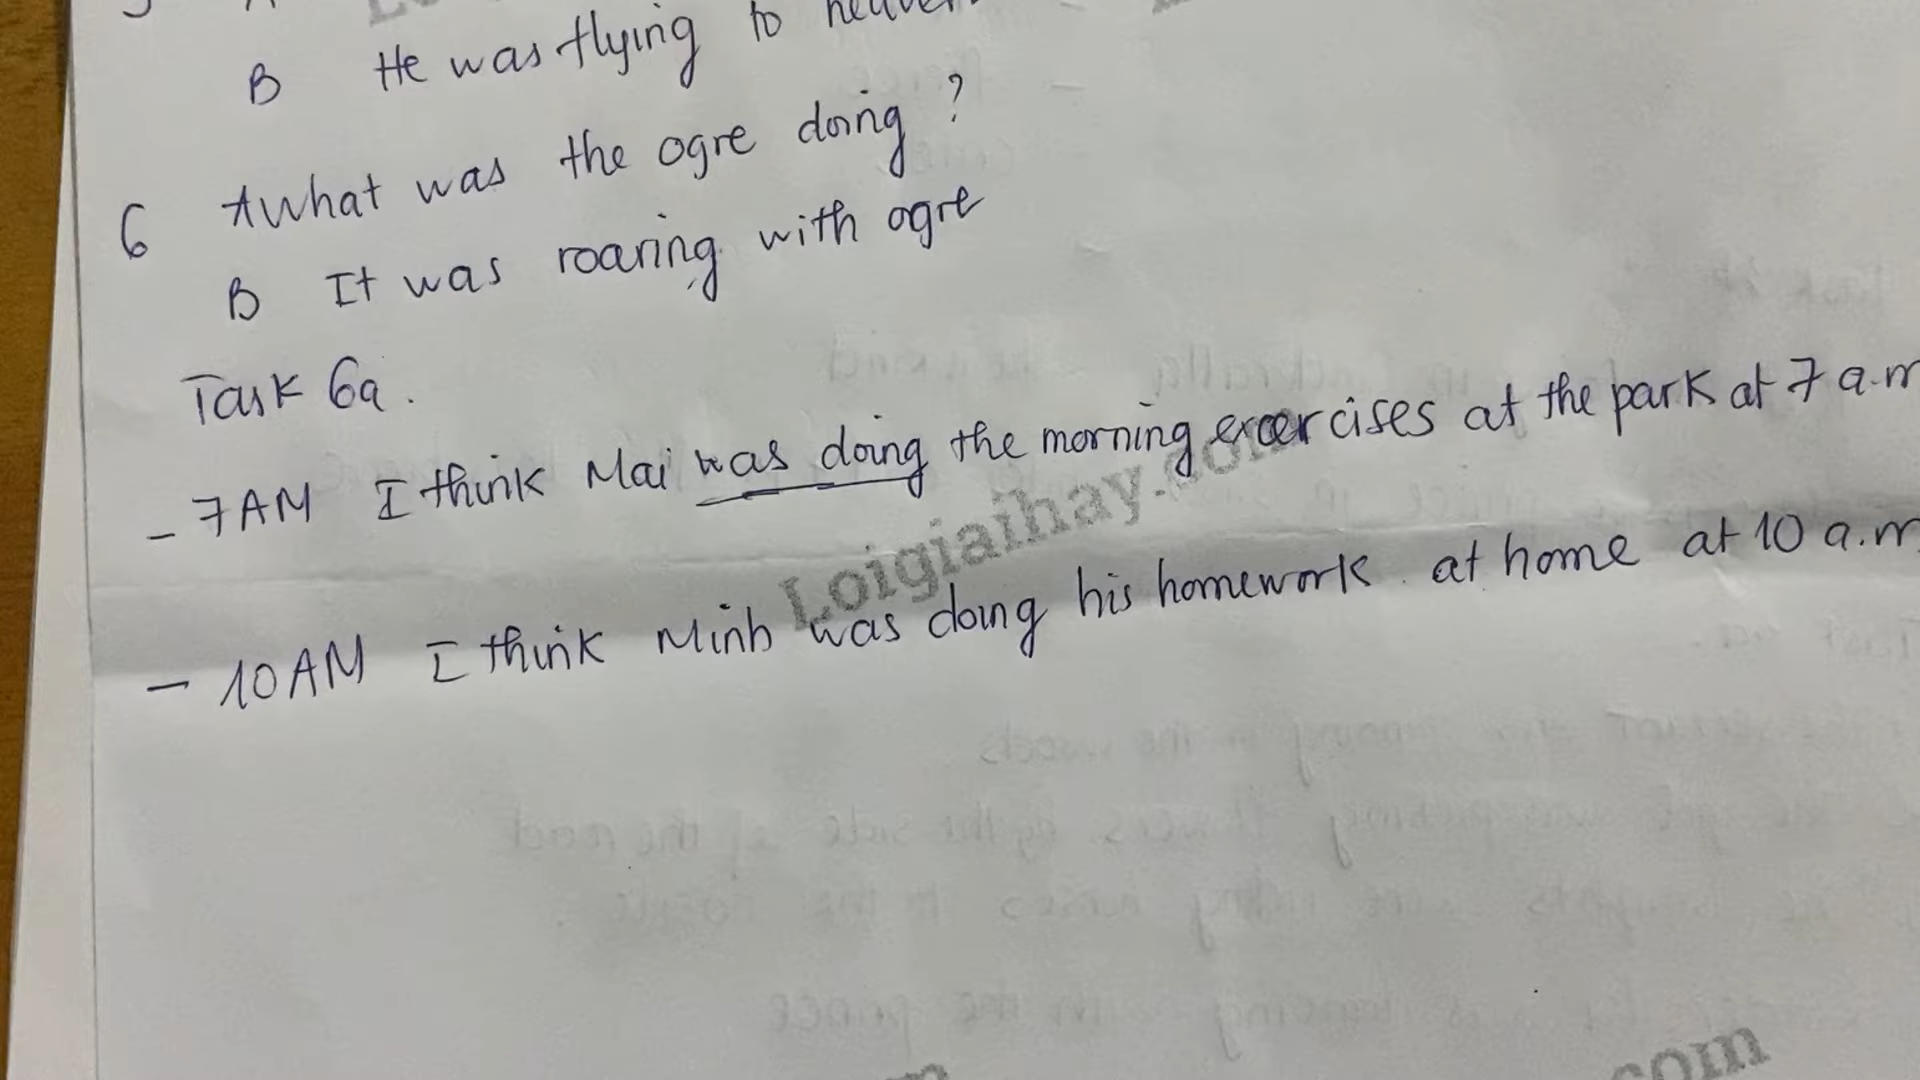 B He was flying to heaven
6 A What was the ogre doing?
B It was roaring with ogre
Task 6a.
- 7AM I think Mai was doing the morning exercises at the park at 7 a.m
- 10AM I think Minh was doing his homework at home at 10 a.m
Loigiaihay.com
.com